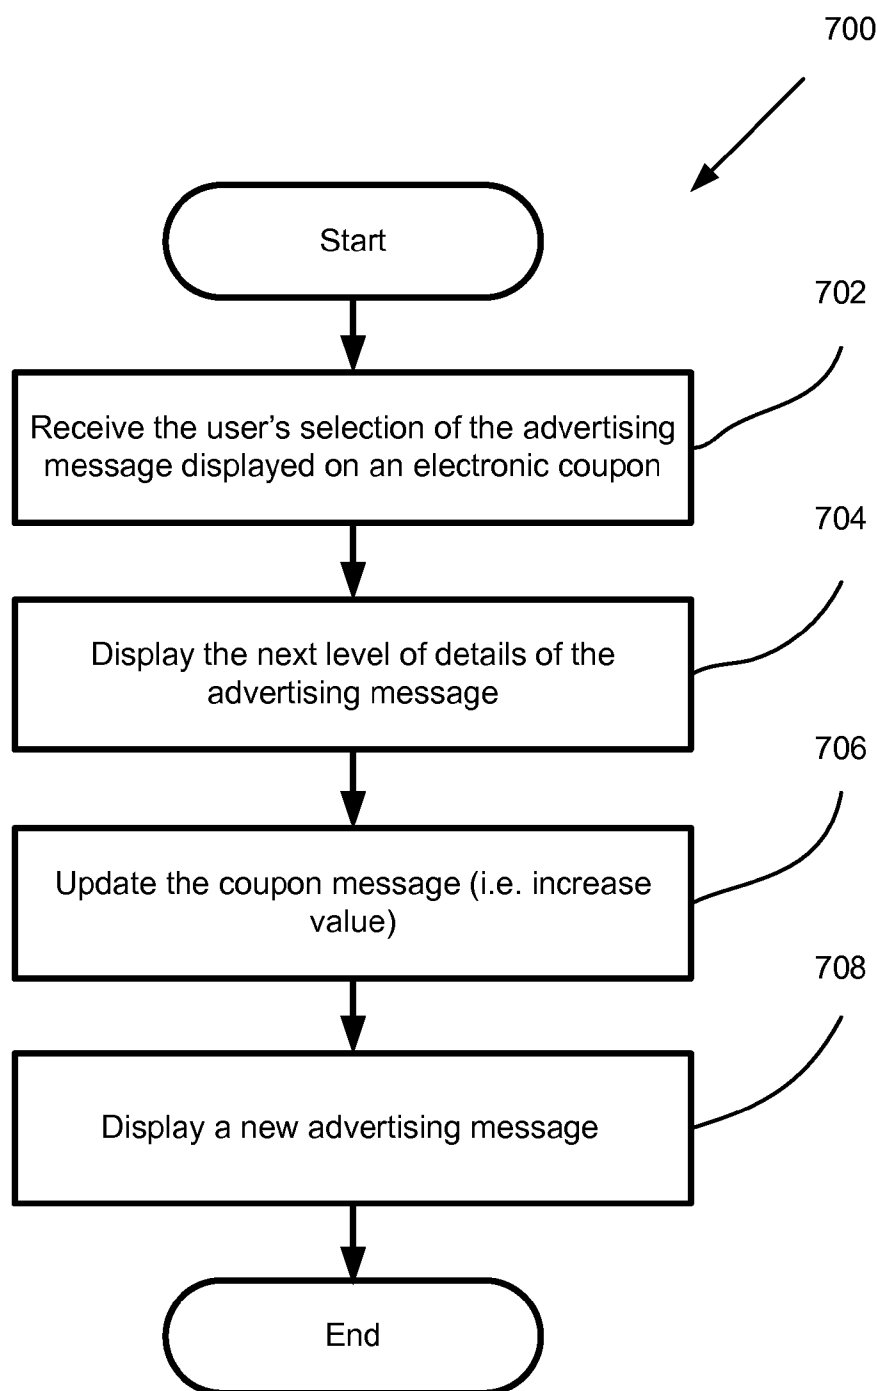 700
Start
702
Receive the user's selection of the advertising
message displayed on an electronic coupon
704
Display the next level of details of the
advertising message
706
Update the coupon message (i.e. increase
value)
708
Display a new advertising message
End